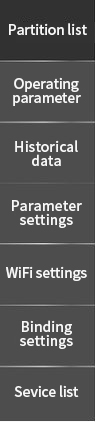 Partition list
Operating
parameter
Historical
data
Parameter
settings
WiFi settings
Binding
settings
Sevice list